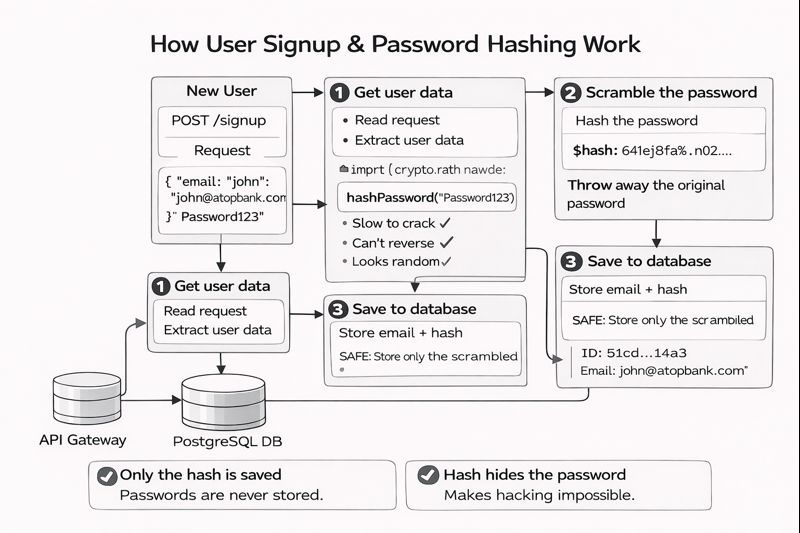 How User Signup & Password Hashing Work
New User
POST /signup
Request
{ "email: "john":
"john@atopbank.com
}" Password123"
1 Get user data
• Read request
• Extract user data
imprt (crypto.rath nawde:
hashPassword("Password123')
• Slow to crack ✓
• Can't reverse ✓
• Looks random ✓
2 Scramble the password
Hash the password
$hash: 641ej8fa%.n02....
Throw away the original
password
1 Get user data
Read request
Extract user data
3 Save to database
Store email + hash
SAFE: Store only the scrambled
3 Save to database
Store email + hash
SAFE: Store only the scrambled
ID: 51cd...14a3
Email: john@atopbank.com"
API Gateway
PostgreSQL DB
Only the hash is saved
Passwords are never stored.
Hash hides the password
Makes hacking impossible.